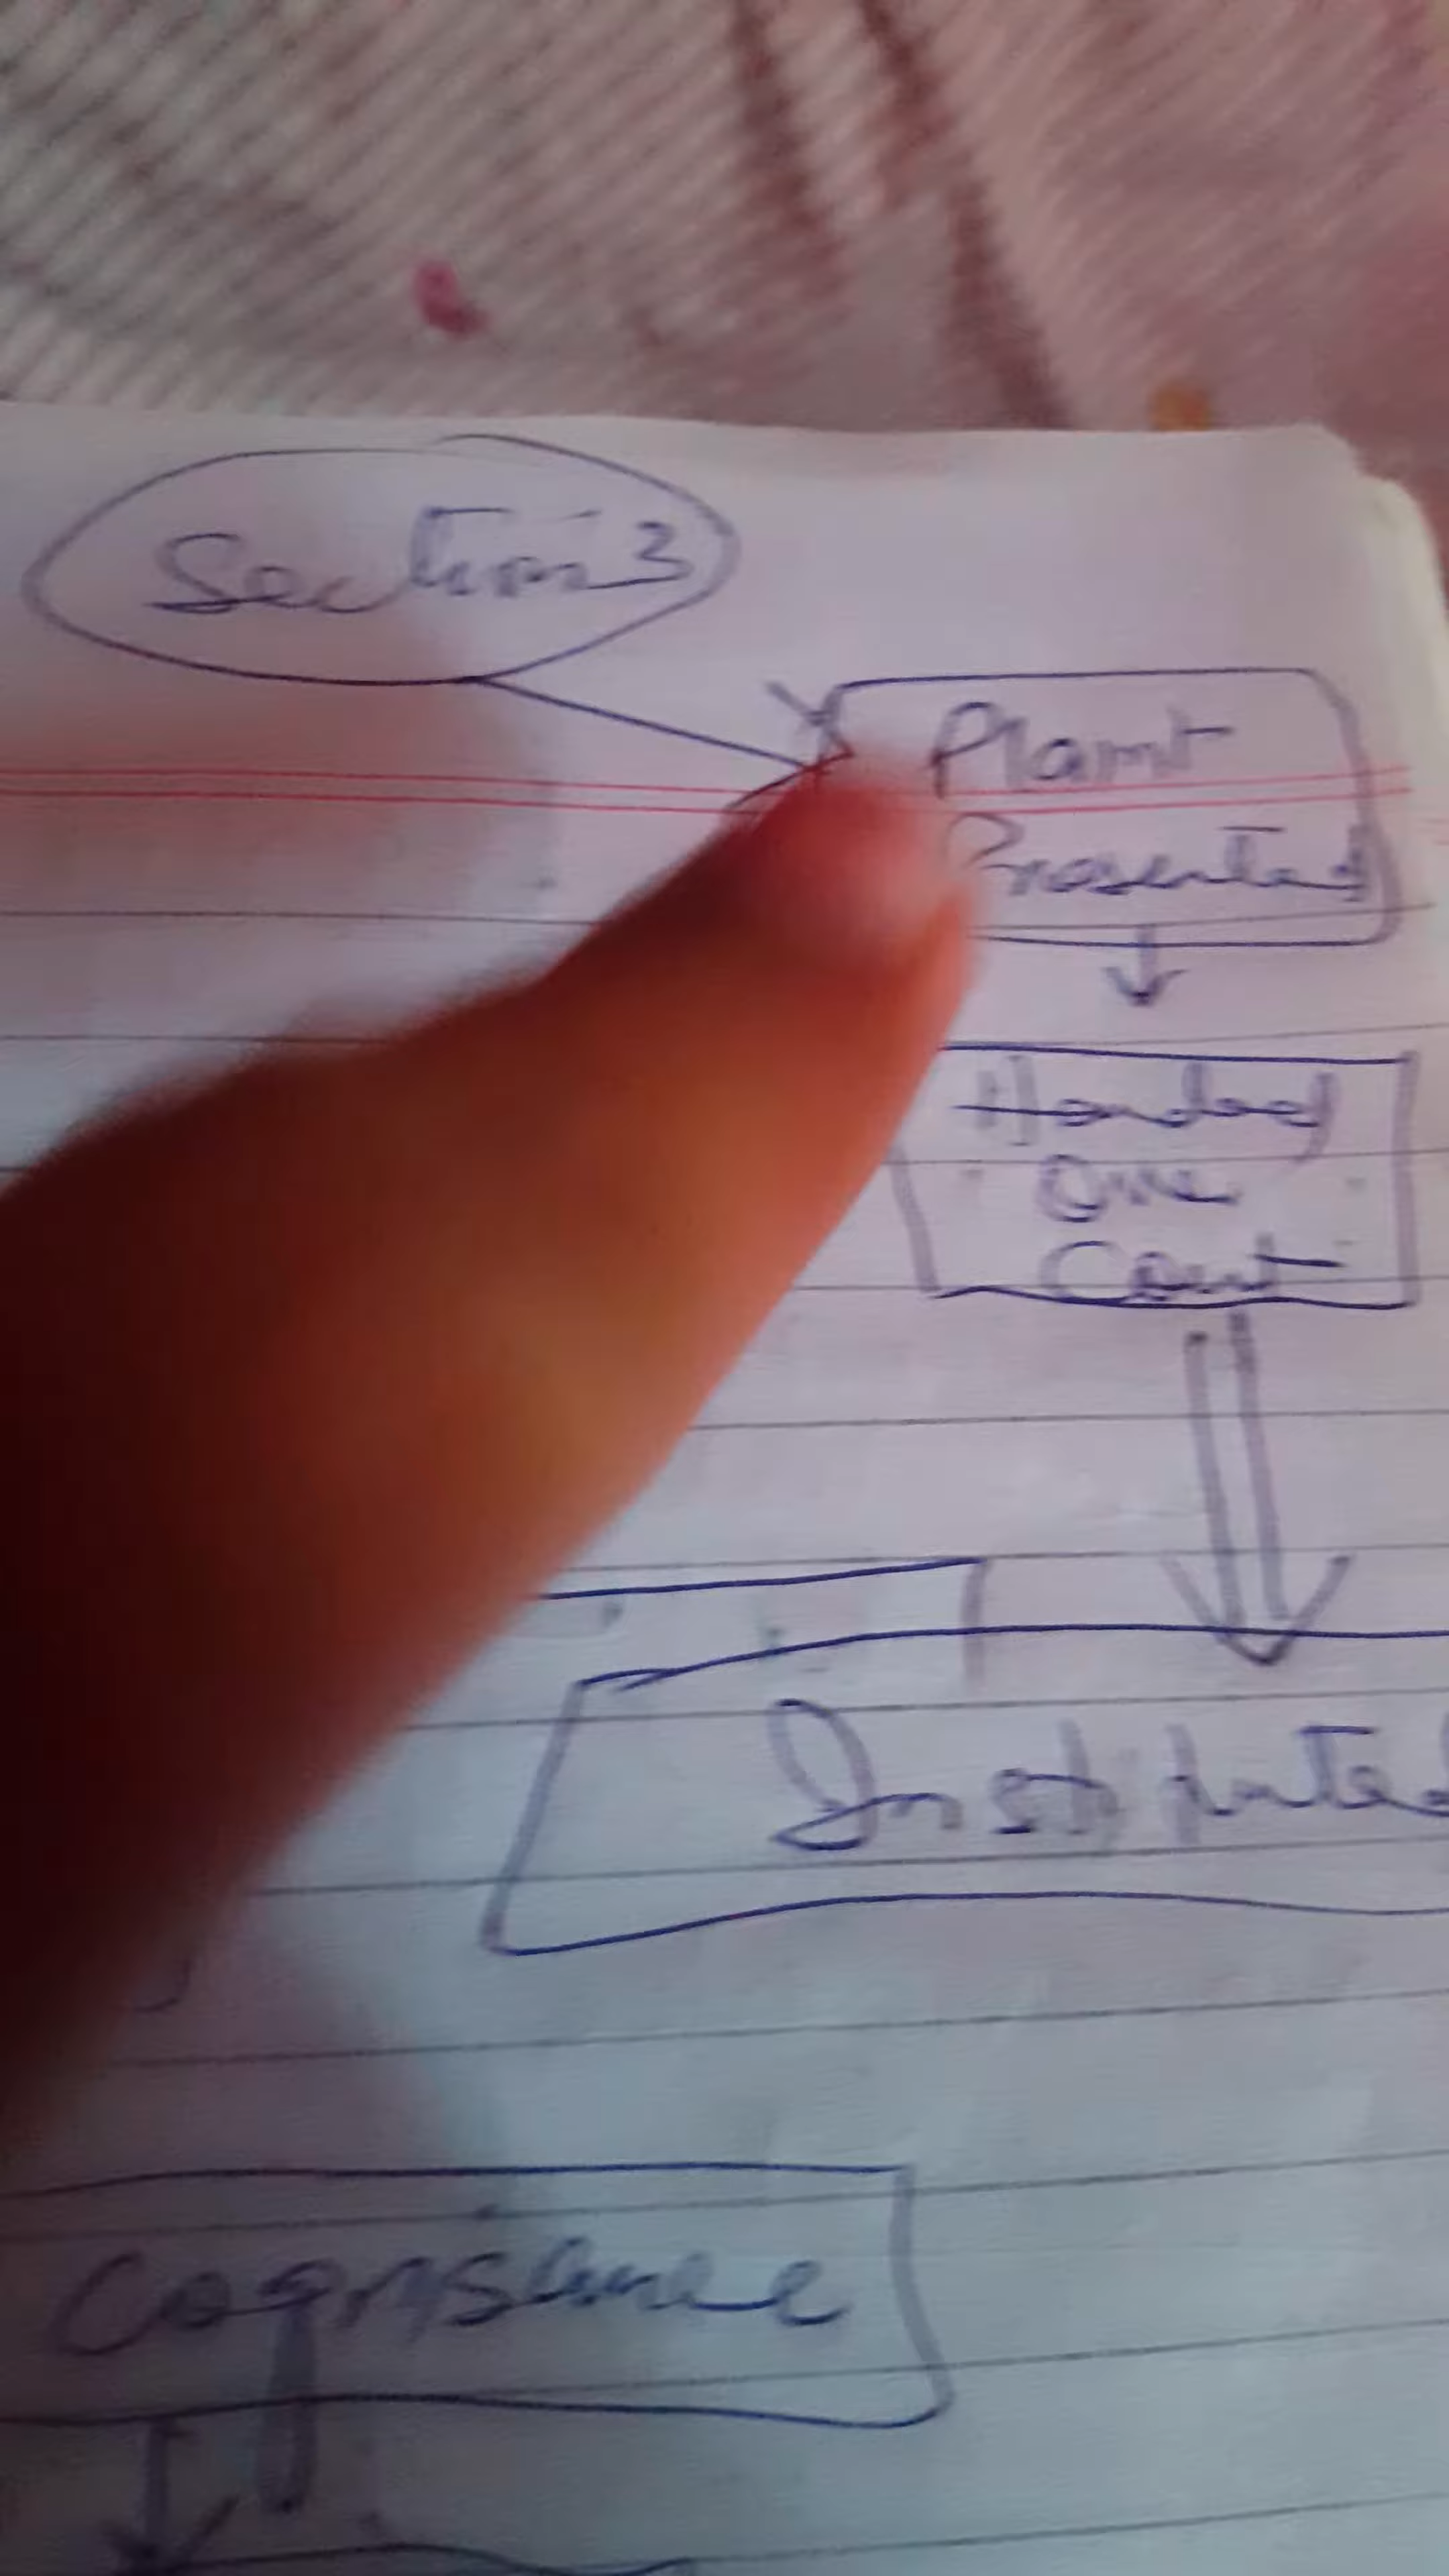 Section 3
Plaint
Presented
Handed
Over
Court
Instituted
Cognisance